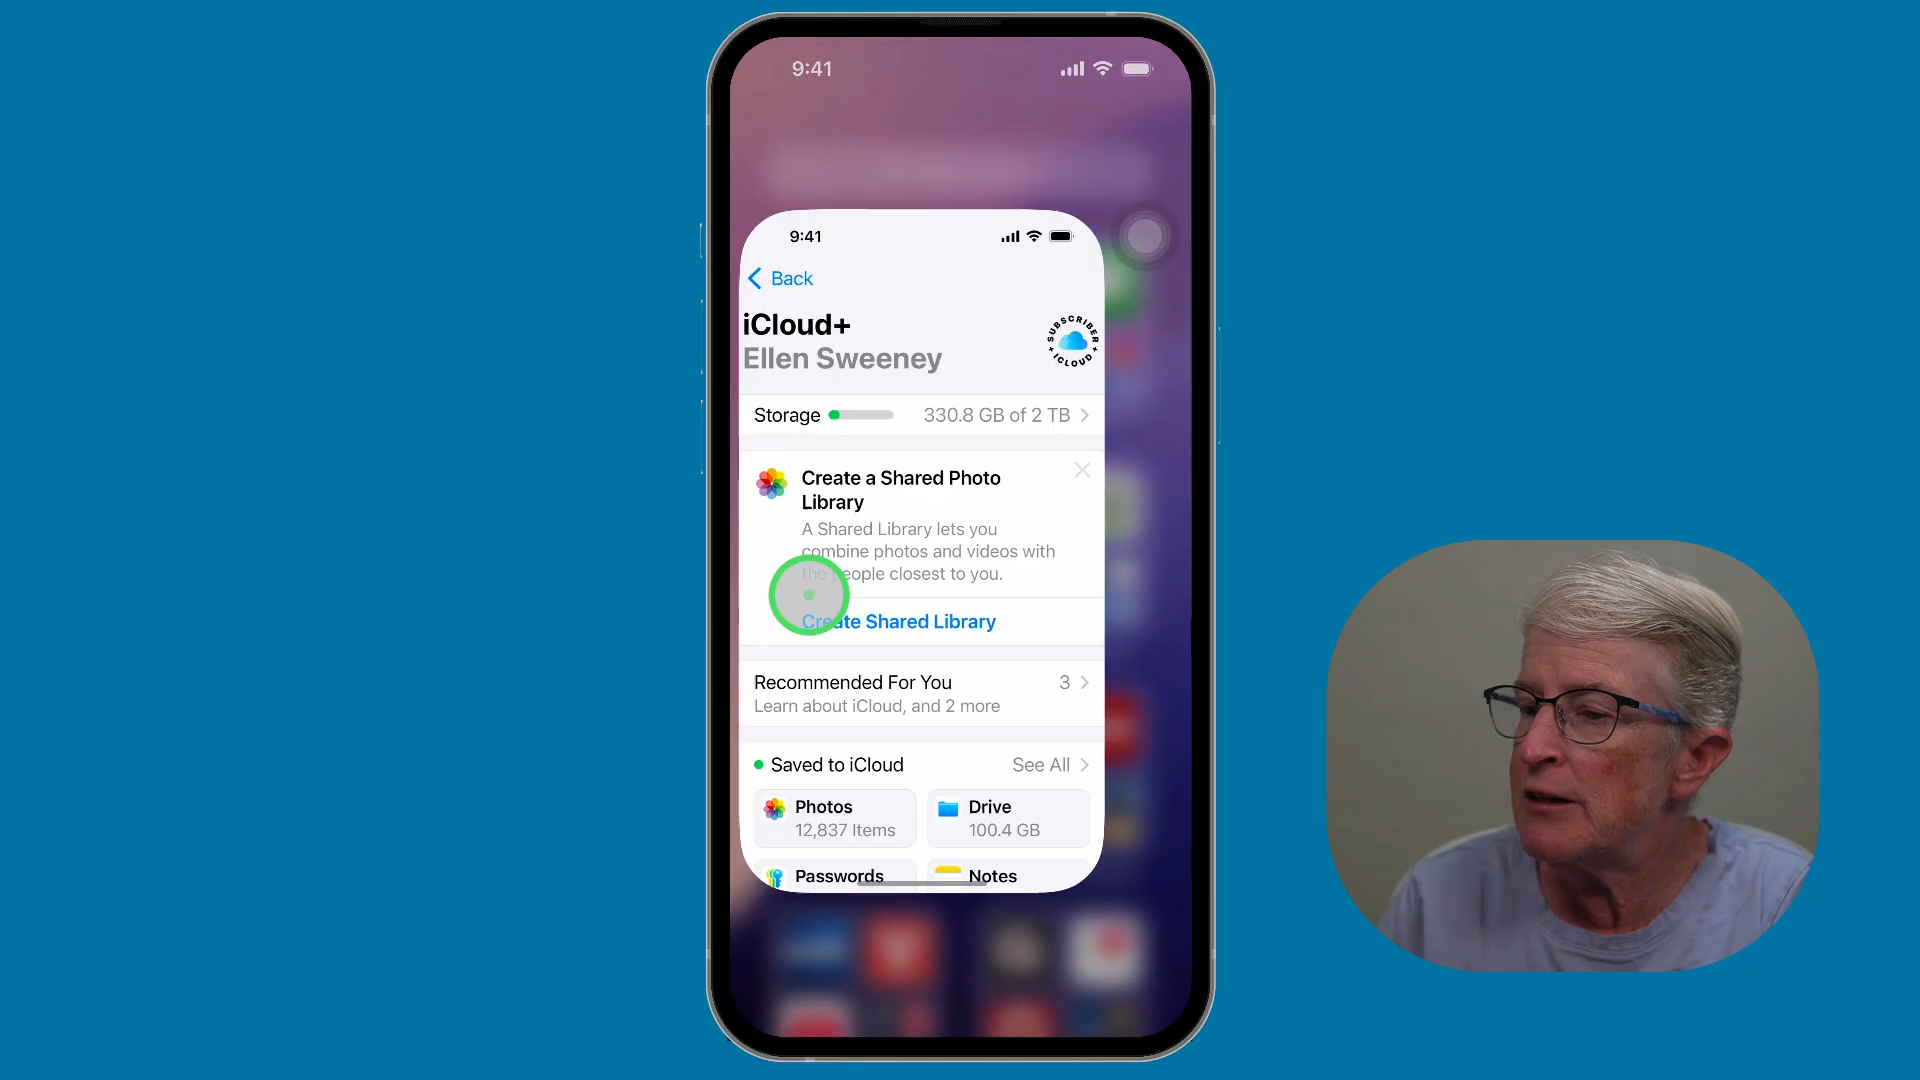 9:41
9:41
Back
iCloud+
SUBSCRIBER
ICLOUD
Ellen Sweeney
Storage 330.8 GB of 2 TB
Create a Shared Photo
Library
A Shared Library lets you
combine photos and videos with
the people closest to you.
Create Shared Library
Recommended For You 3
Learn about iCloud, and 2 more
Saved to iCloud See All
Photos Drive
12,837 Items 100.4 GB
Passwords Notes